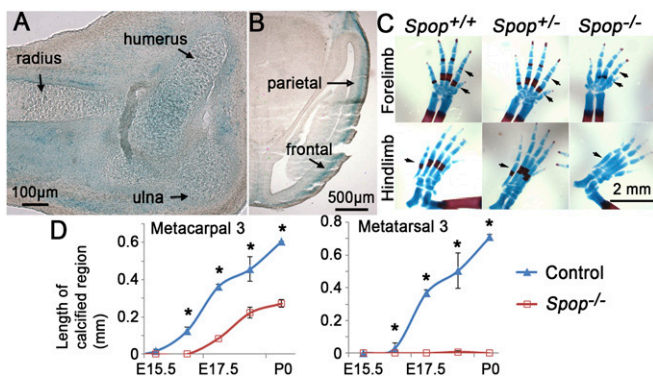 A
humerus
radius
ulna
100µm
B
parietal
frontal
500µm
C
Spop+/+ Spop+/- Spop-/-
Forelimb
Hindlimb
2 mm
D
Metacarpal 3
Length of
calcified region
(mm)
0.6
0.4
0.2
0
* * * *
E15.5 E17.5 P0
Metatarsal 3
0.8
0.6
0.4
0.2
0
* * * *
E15.5 E17.5 P0
Control
Spop-/-